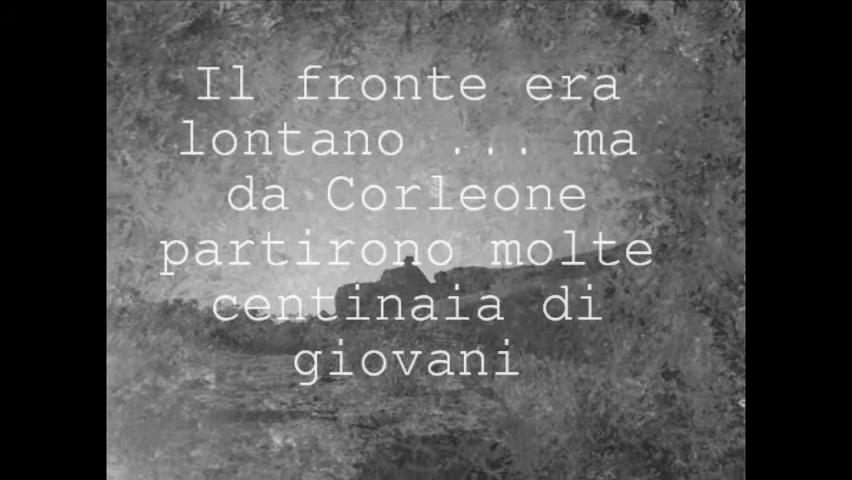 Il fronte era
lontano ... ma
da Corleone
partirono molte
centinaia di
giovani